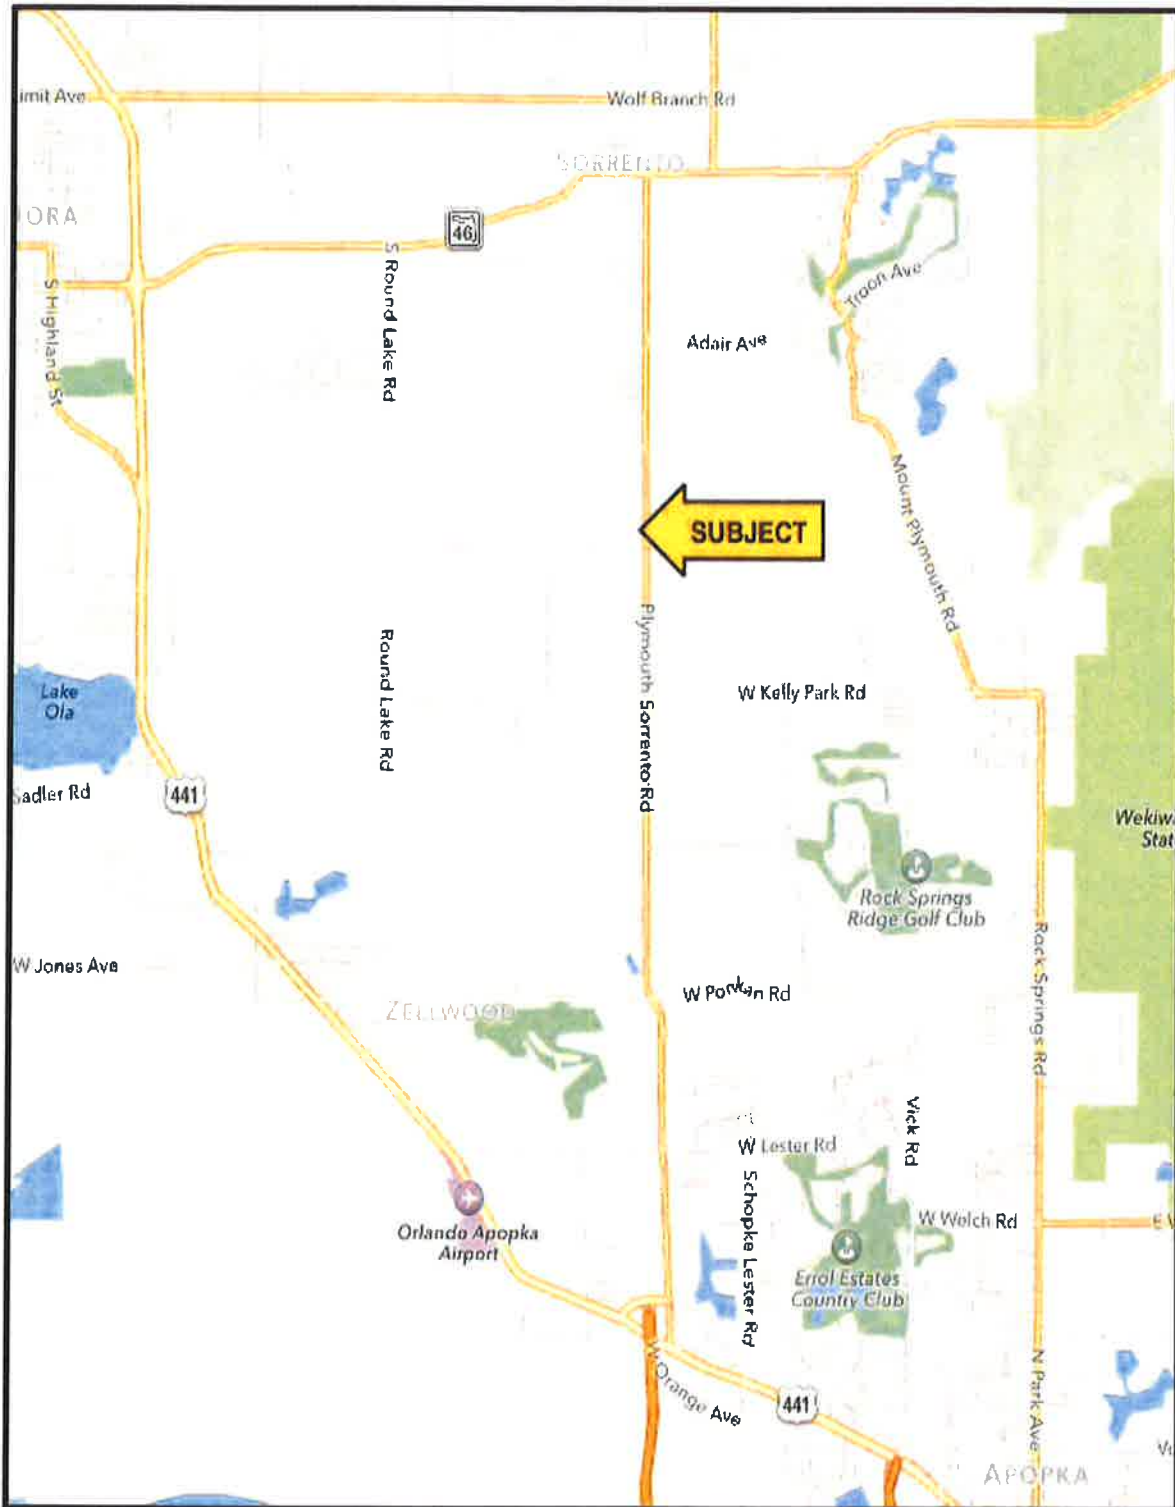 imit Ave
Wolf Branch Rd
SORRENTO
ORA
46
S Round Lake Rd
S Highland St
Troon Ave
Adair Ave
SUBJECT
Mount Plymouth Rd
Plymouth Sorrento Rd
Round Lake Rd
W Kelly Park Rd
Lake
Ola
Sadler Rd
441
Wekiw
Stat
Rock Springs
Ridge Golf Club
W Jones Ave
W Ponkan Rd
Rock Springs Rd
ZELLWOOD
Vick Rd
W Lester Rd
Schopke Lester Rd
W Welch Rd
E
Orlando Apopka
Airport
Errol Estates
Country Club
W Orange Ave
441
N Park Ave
APOPKA